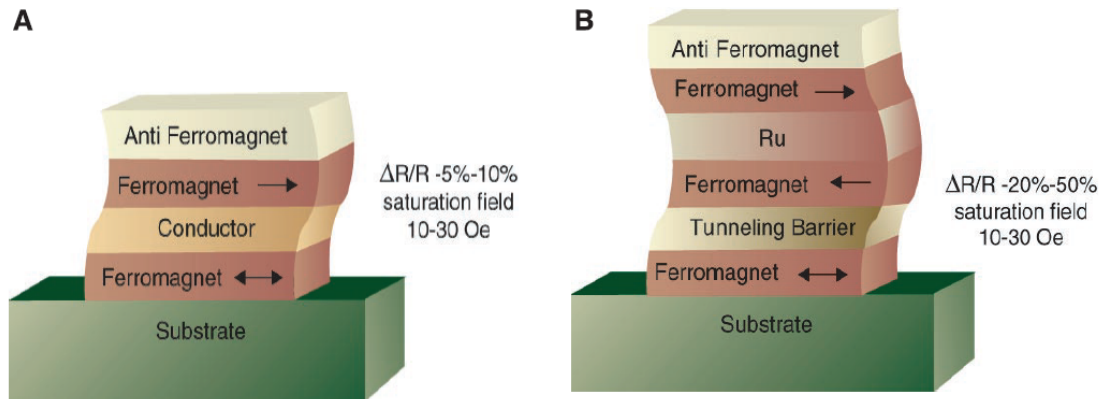 A
Anti Ferromagnet
Ferromagnet
Conductor
Ferromagnet
Substrate
ΔR/R -5%-10%
saturation field
10-30 Oe
B
Anti Ferromagnet
Ferromagnet
Ru
Ferromagnet
Tunneling Barrier
Ferromagnet
Substrate
ΔR/R -20%-50%
saturation field
10-30 Oe